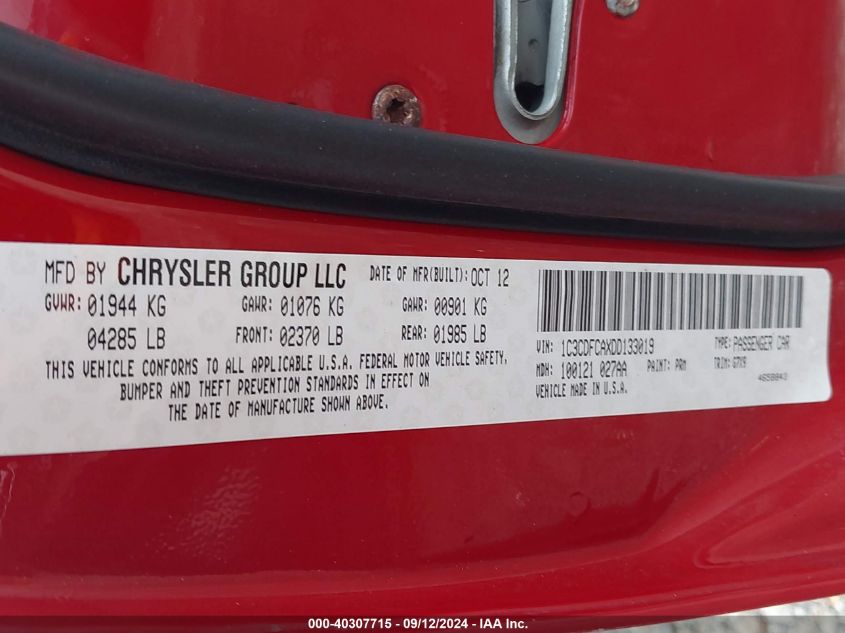 MFD BY CHRYSLER GROUP LLC DATE OF MFR(BUILT): OCT 12
GVWR: 01944 KG GAWR: 01076 KG GAWR: 00901 KG
04285 LB FRONT: 02370 LB REAR: 01985 LB
THIS VEHICLE CONFORMS TO ALL APPLICABLE U.S.A. FEDERAL MOTOR VEHICLE SAFETY,
BUMPER AND THEFT PREVENTION STANDARDS IN EFFECT ON
THE DATE OF MANUFACTURE SHOWN ABOVE.
VIN: 1C3CDFCAXDD133019 TYPE: PASSENGER CAR
MDH: 100121 027AA PAINT: PRM TRIM: G7X9
VEHICLE MADE IN U.S.A.
000-40307715 - 09/12/2024 - IAA Inc.